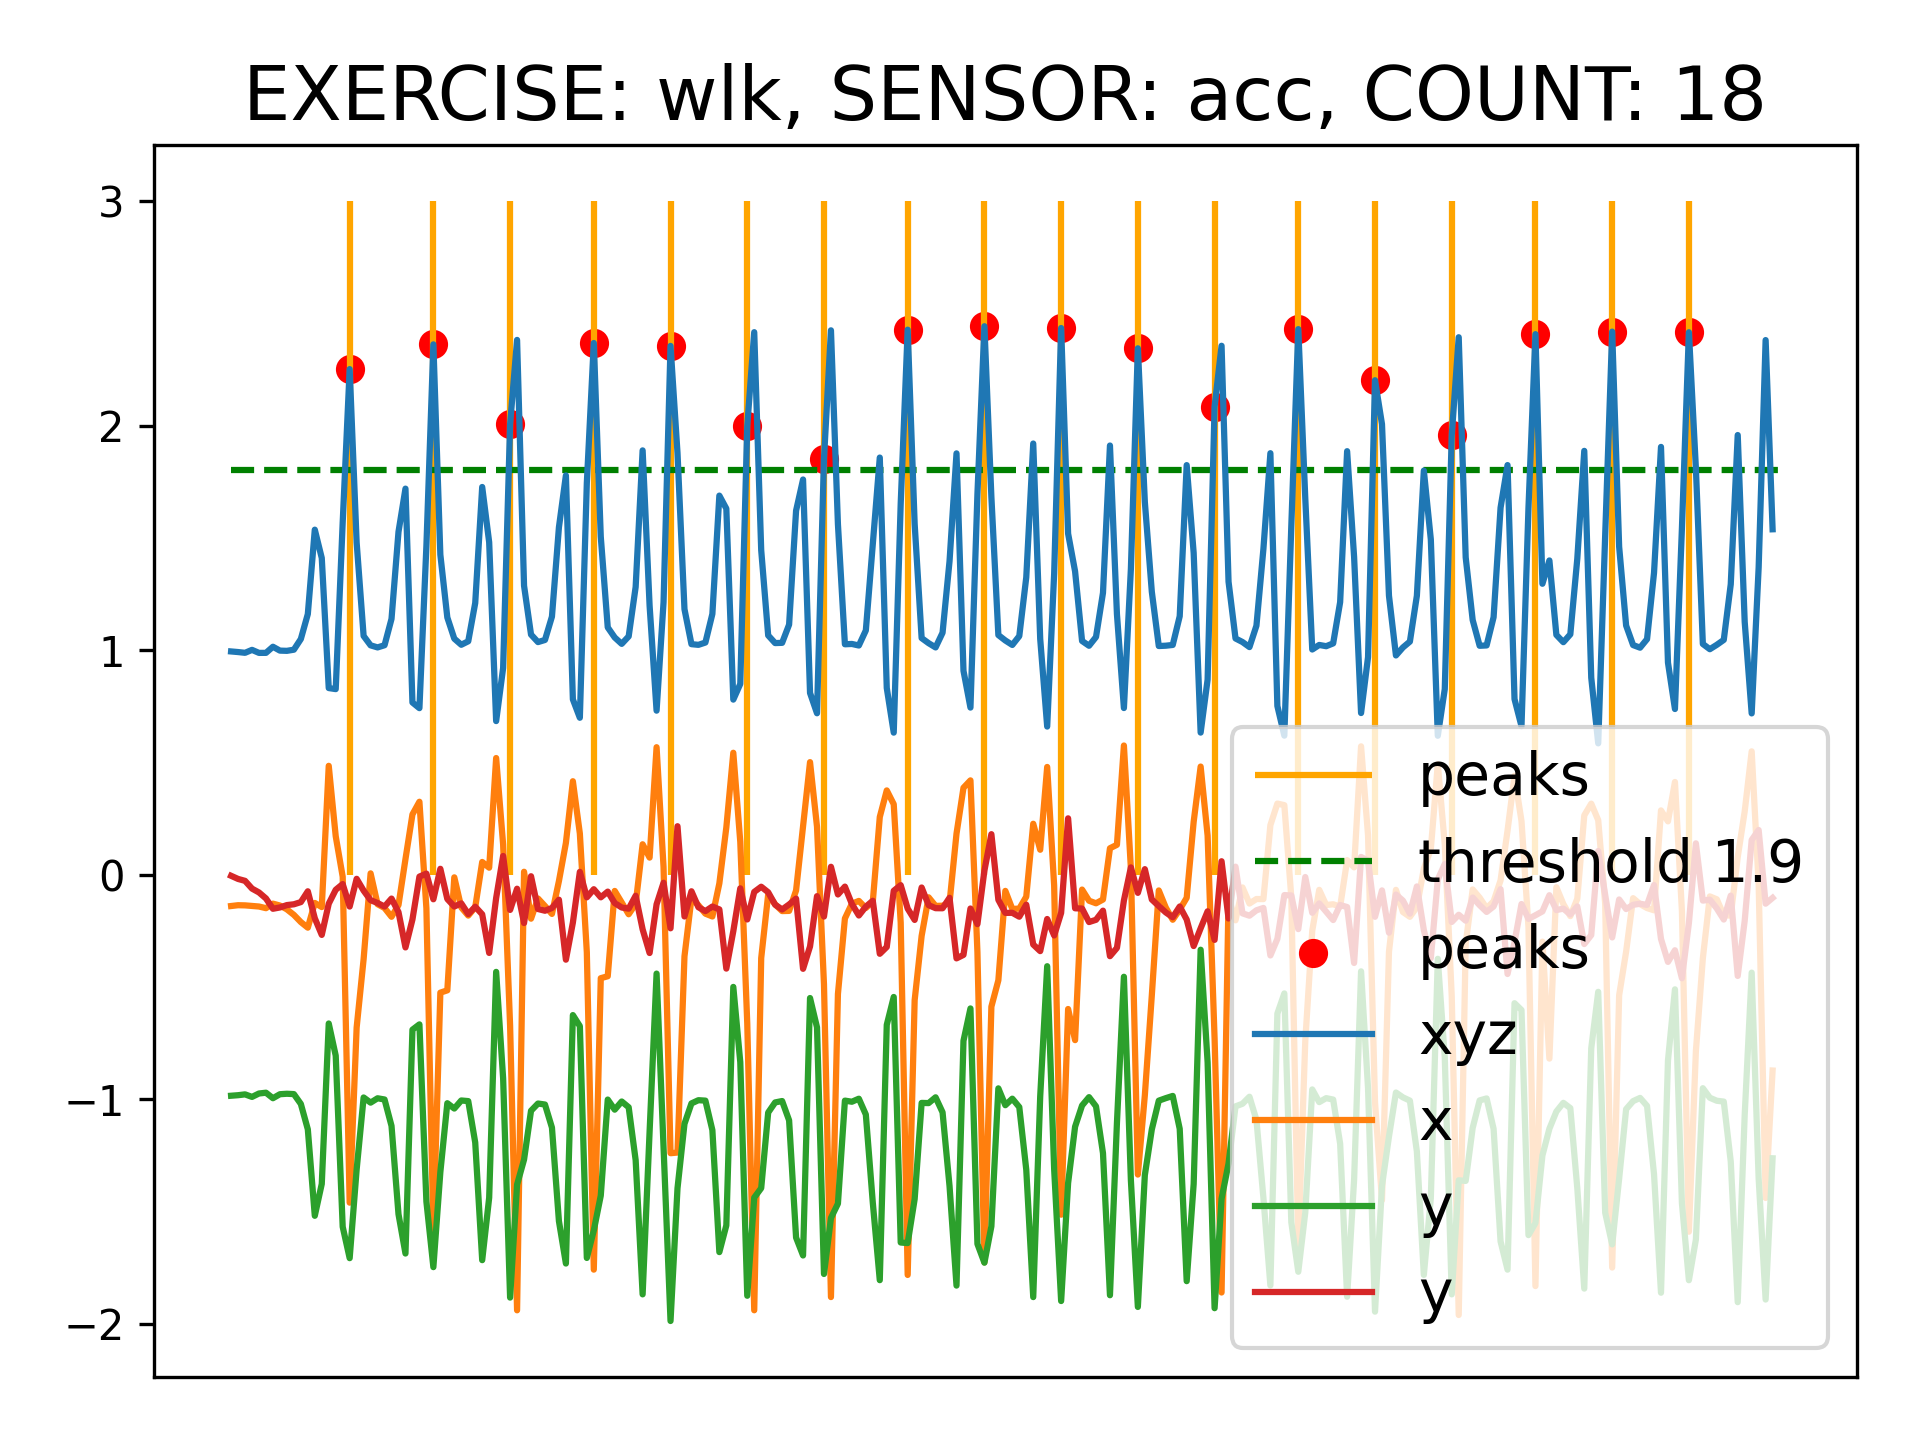 EXERCISE: wlk, SENSOR: acc, COUNT: 18
3
2
1
0
−1
−2
peaks
threshold 1.9
peaks
xyz
x
y
y